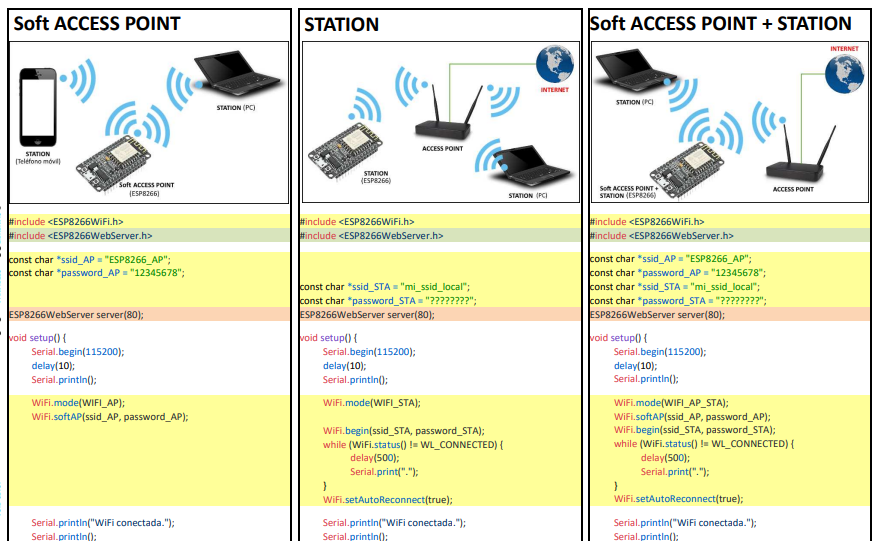 Soft ACCESS POINT
STATION (PC)
STATION
(Teléfono móvil)
Soft ACCESS POINT
(ESP8266)
#include <ESP8266WiFi.h>
#include <ESP8266WebServer.h>
const char *ssid_AP = "ESP8266_AP";
const char *password_AP = "12345678";
ESP8266WebServer server(80);
void setup() {
Serial.begin(115200);
delay(10);
Serial.println();
WiFi.mode(WIFI_AP);
WiFi.softAP(ssid_AP, password_AP);
Serial.println("WiFi conectada.");
Serial.println();
STATION
INTERNET
ACCESS POINT
STATION
(ESP8266)
STATION (PC)
#include <ESP8266WiFi.h>
#include <ESP8266WebServer.h>
const char *ssid_STA = "mi_ssid_local";
const char *password_STA = "????????";
ESP8266WebServer server(80);
void setup() {
Serial.begin(115200);
delay(10);
Serial.println();
WiFi.mode(WIFI_STA);
WiFi.begin(ssid_STA, password_STA);
while (WiFi.status() != WL_CONNECTED) {
delay(500);
Serial.print(".");
}
WiFi.setAutoReconnect(true);
Serial.println("WiFi conectada.");
Serial.println();
Soft ACCESS POINT + STATION
INTERNET
STATION (PC)
Soft ACCESS POINT +
STATION (ESP8266)
ACCESS POINT
#include <ESP8266WiFi.h>
#include <ESP8266WebServer.h>
const char *ssid_AP = "ESP8266_AP";
const char *password_AP = "12345678";
const char *ssid_STA = "mi_ssid_local";
const char *password_STA = "????????";
ESP8266WebServer server(80);
void setup() {
Serial.begin(115200);
delay(10);
Serial.println();
WiFi.mode(WIFI_AP_STA);
WiFi.softAP(ssid_AP, password_AP);
WiFi.begin(ssid_STA, password_STA);
while (WiFi.status() != WL_CONNECTED) {
delay(500);
Serial.print(".");
}
WiFi.setAutoReconnect(true);
Serial.println("WiFi conectada.");
Serial.println();